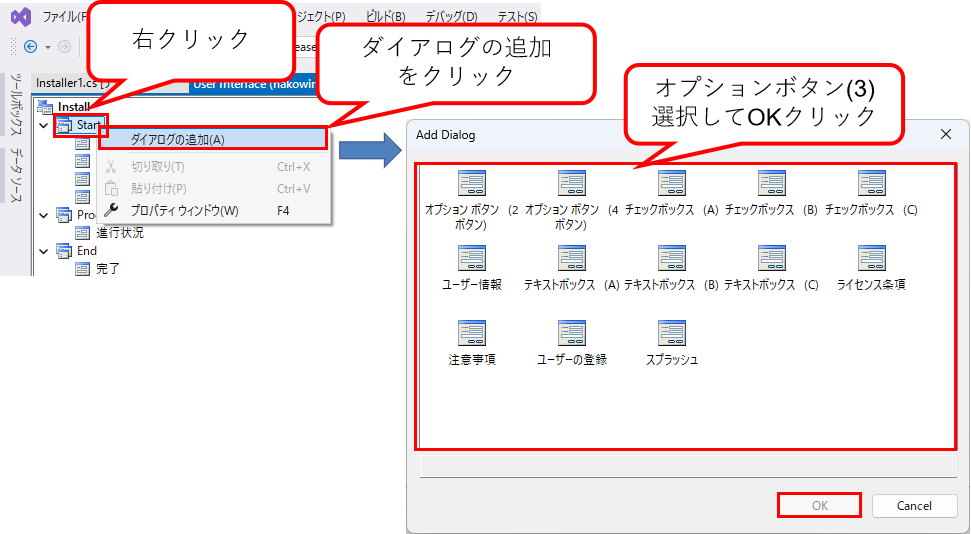 ファイル(F
ジェクト(P)
ビルド(B)
デバッグ(D)
テスト(S)
右クリック
ダイアログの追加
をクリック
ease
Installer1.cs [デ
User Interface (nakowin
ツールボックス
データ ソース
Install
Start
ダイアログの追加(A)
切り取り(T) Ctrl+X
貼り付け(P) Ctrl+V
プロパティ ウィンドウ(W) F4
進行状況
End
完了
オプションボタン(3)
選択してOKクリック
Add Dialog
オプション ボタン (2 オプション ボタン (4 チェックボックス (A) チェックボックス (B) チェックボックス (C)
ボタン) ボタン)
ユーザー情報 テキストボックス (A) テキストボックス (B) テキストボックス (C) ライセンス条項
注意事項 ユーザーの登録 スプラッシュ
OK Cancel